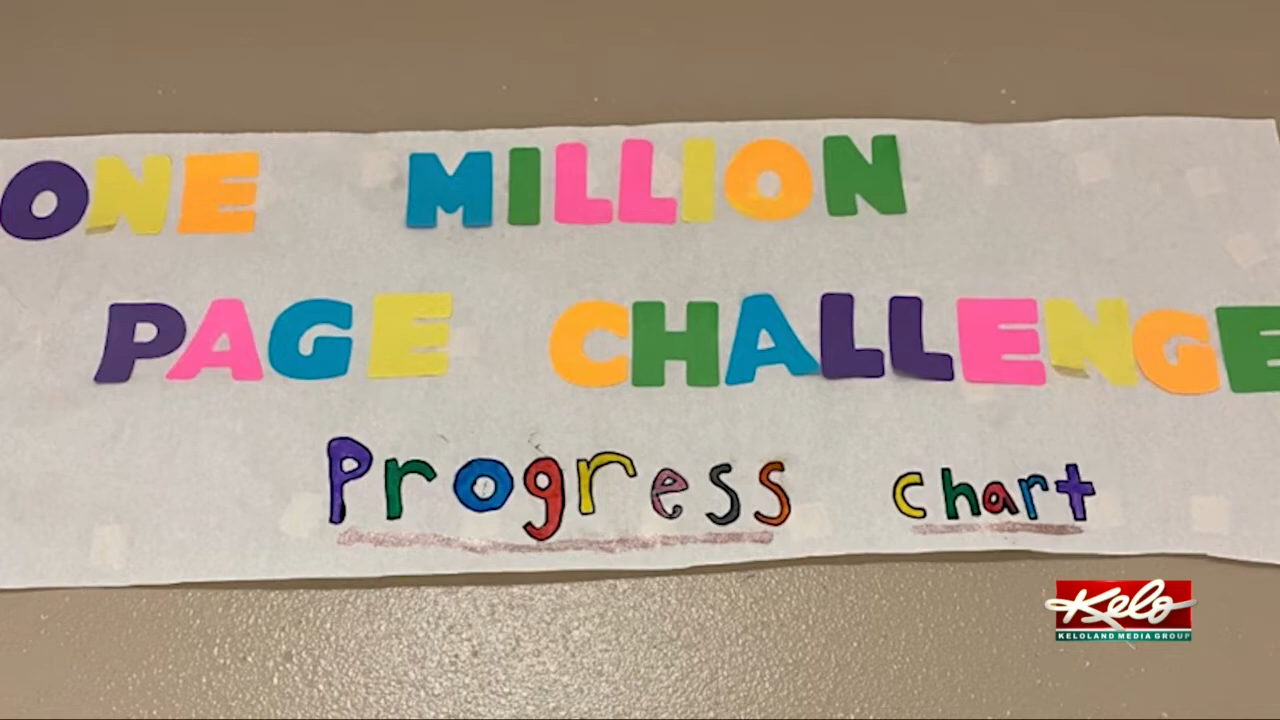 ONE MILLION
PAGE CHALLENGE
Progress chart
Kelo
KELOLAND MEDIA GROUP